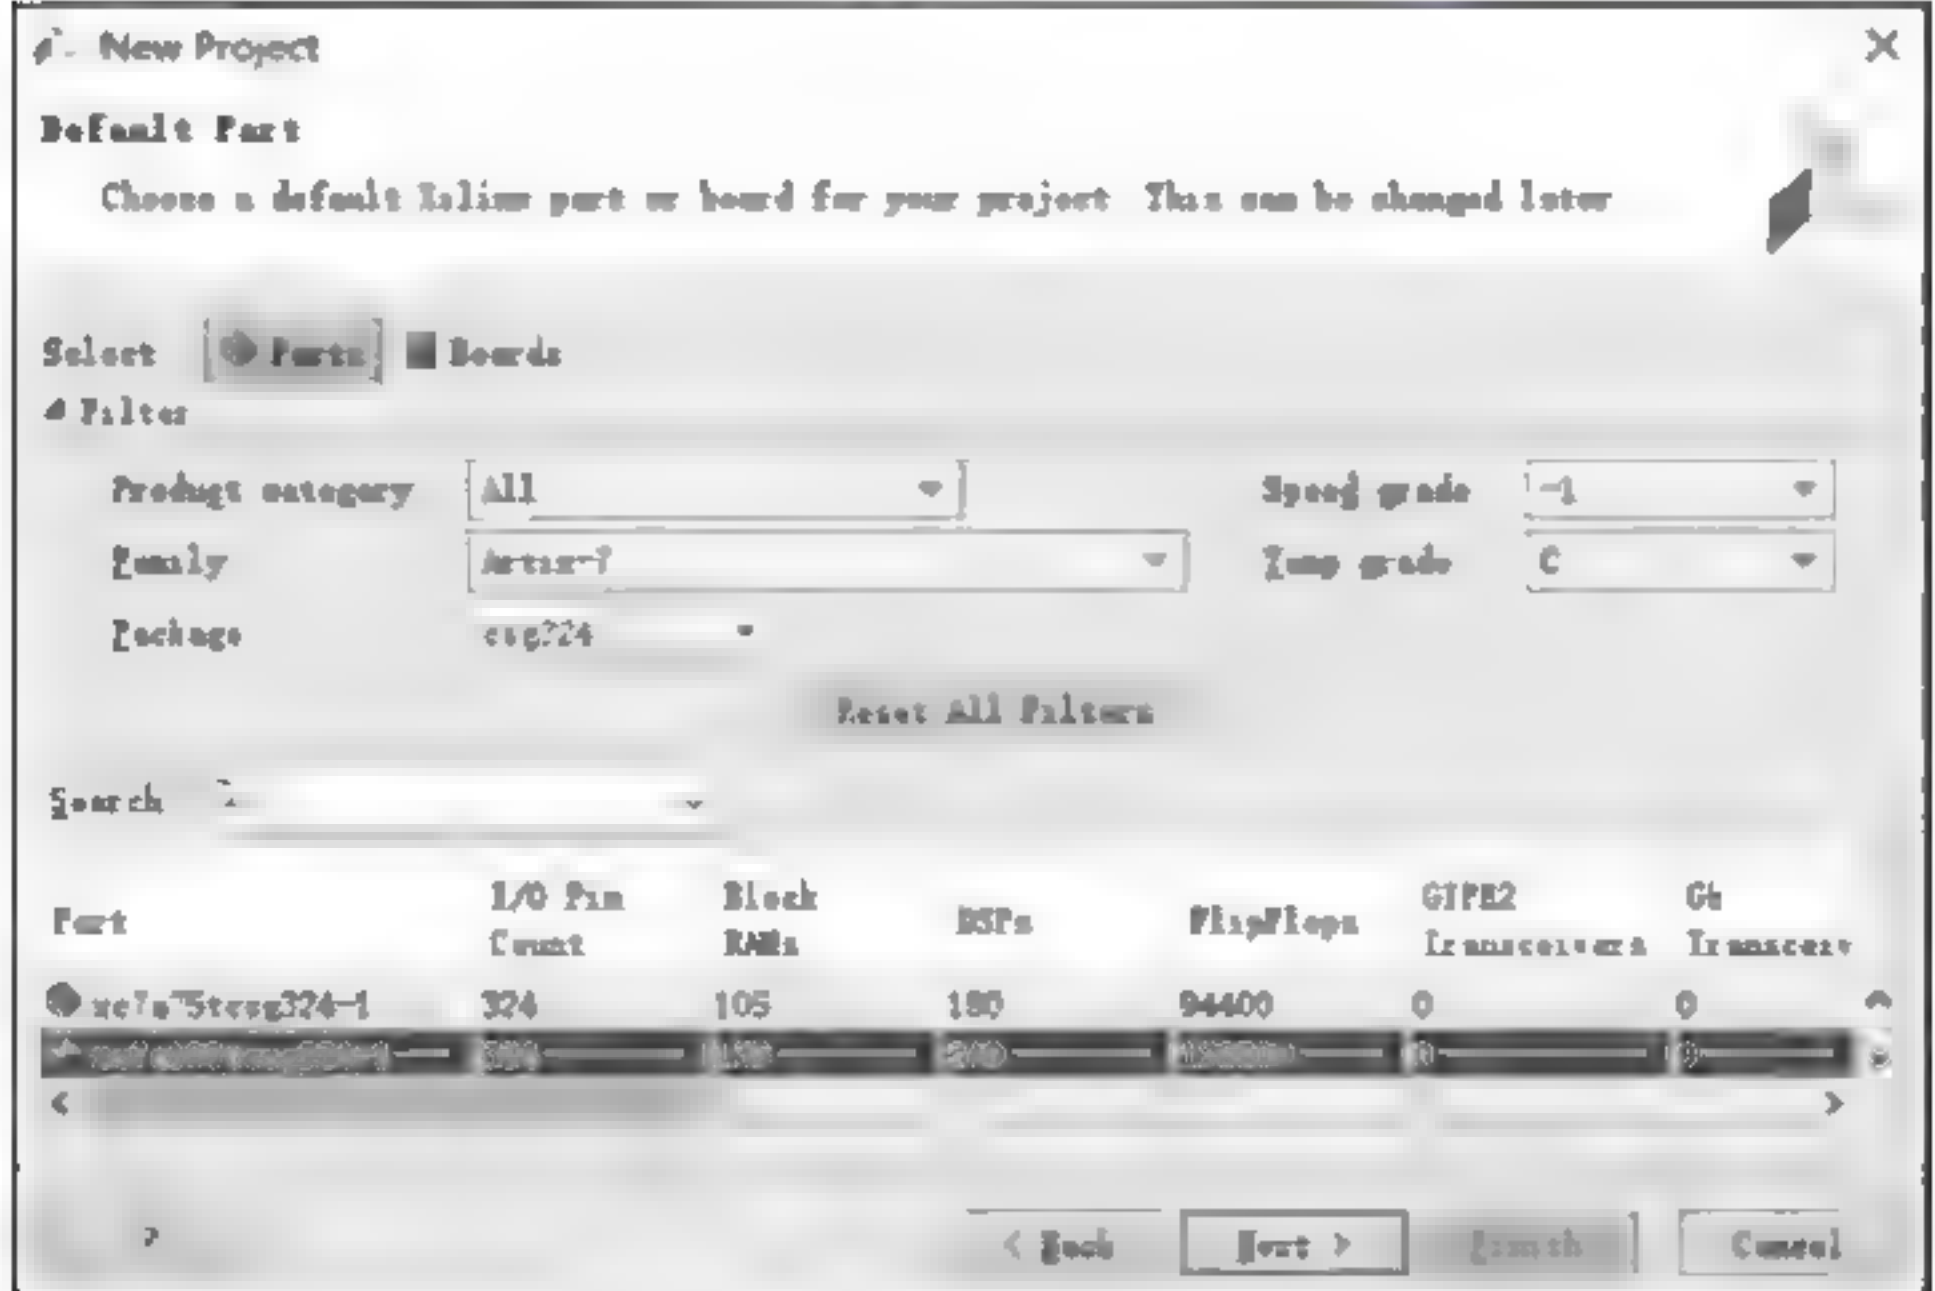 New Project
Default Part
Choose a default Xilinx part or board for your project. This can be changed later.
Select Parts Boards
Filter
Product category All Speed grade -1
Family Artix-7 Temp grade C
Package csg324
Reset All Filters
Search
Part I/O Pin Count Block RAMs DSPs FlipFlops GTPE2 Transceivers Gb Transceiv
xc7a75tcsg324-1 324 105 180 94400 0 0
< Back Next > Finish Cancel